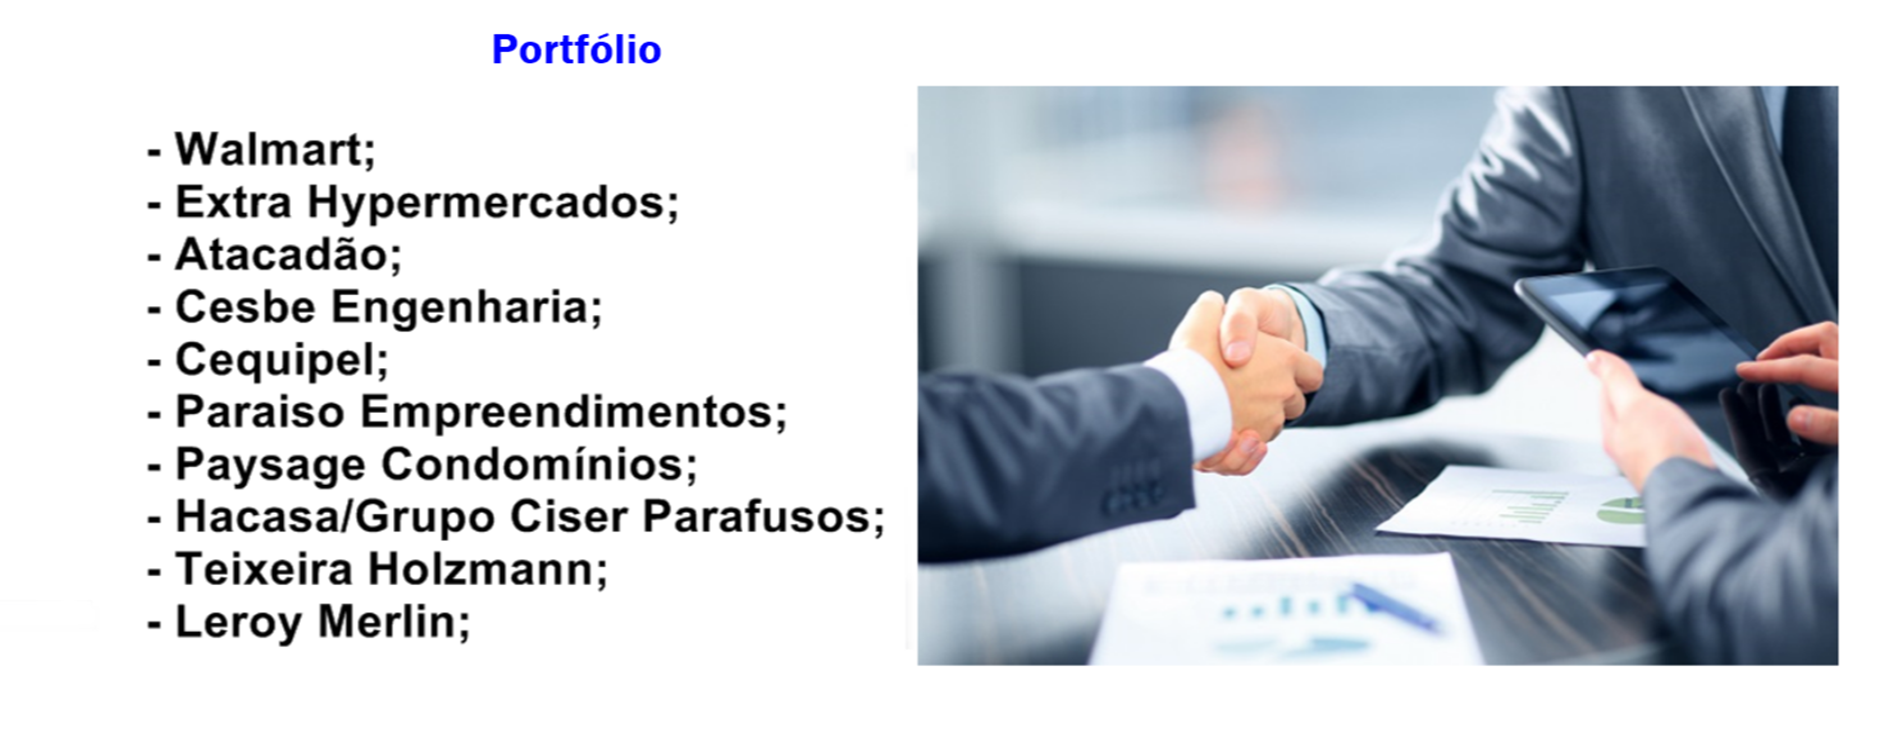 Portfólio
- Walmart;
- Extra Hypermercados;
- Atacadão;
- Cesbe Engenharia;
- Cequipel;
- Paraiso Empreendimentos;
- Paysage Condomínios;
- Hacasa/Grupo Ciser Parafusos;
- Teixeira Holzmann;
- Leroy Merlin;